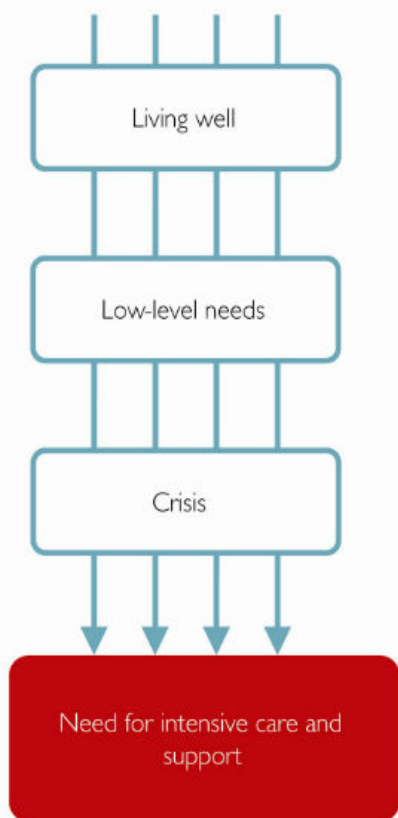 Living well
Low-level needs
Crisis
Need for intensive care and
support